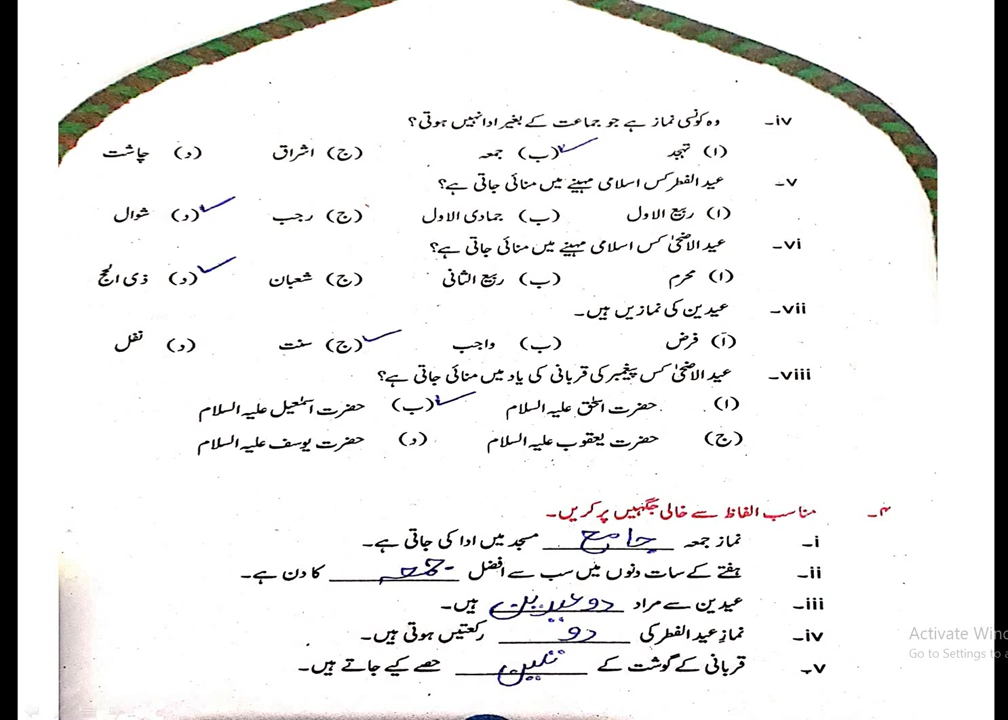 iv۔ وہ کونسی نماز ہے جو جماعت کے بغیر ادا نہیں ہوتی؟
(ا) تہجد (ب) جمعہ (ج) اشراق (د) چاشت
v۔ عید الفطر کس اسلامی مہینے میں منائی جاتی ہے؟
(ا) ربیع الاول (ب) جمادی الاول (ج) رجب (د) شوال
vi۔ عید الاضحیٰ کس اسلامی مہینے میں منائی جاتی ہے؟
(ا) محرم (ب) ربیع الثانی (ج) شعبان (د) ذی الحج
vii۔ عیدین کی نمازیں ہیں۔
(آ) فرض (ب) واجب (ج) سنت (د) نفل
viii۔ عید الاضحیٰ کس پیغمبر کی قربانی کی یاد میں منائی جاتی ہے؟
(ا) حضرت اسحٰق علیہ السلام (ب) حضرت اسمٰعیل علیہ السلام
(ج) حضرت یعقوب علیہ السلام (د) حضرت یوسف علیہ السلام
۴۔ مناسب الفاظ سے خالی جگہیں پر کریں۔
i۔ نماز جمعہ جامع مسجد میں ادا کی جاتی ہے۔
ii۔ ہفتے کے سات دنوں میں سب سے افضل جمعہ کا دن ہے۔
iii۔ عیدین سے مراد دو عیدیں ہیں۔
iv۔ نمازِ عید الفطر کی دو رکعتیں ہوتی ہیں۔
v۔ قربانی کے گوشت کے تین حصے کیے جاتے ہیں۔
Activate Wind
Go to Settings to a